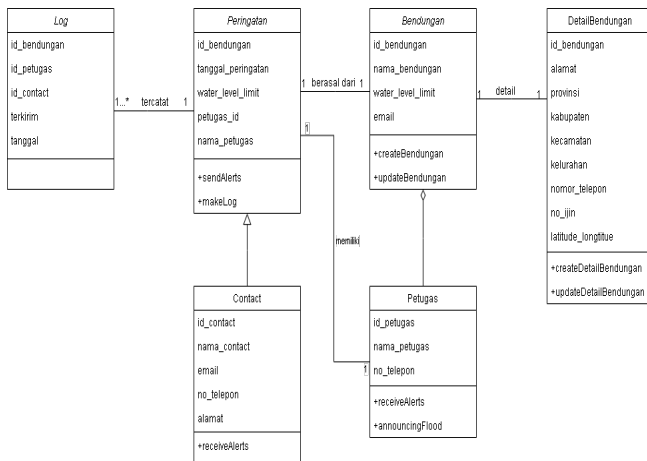 Log
id_bendungan
id_petugas
id_contact
terkirim
tanggal
1...* tercatat 1
Peringatan
id_bendungan
tanggal_peringatan
water_level_limit
petugas_id
nama_petugas
+sendAlerts
+makeLog
1 berasal dari 1
Bendungan
id_bendungan
nama_bendungan
water_level_limit
email
+createBendungan
+updateBendungan
1 detail 1
DetailBendungan
id_bendungan
alamat
provinsi
kabupaten
kecamatan
kelurahan
nomor_telepon
no_ijin
latitude_longtitue
+createDetailBendungan
+updateDetailBendungan
1
memiliki
1
Contact
id_contact
nama_contact
email
no_telepon
alamat
+receiveAlerts
Petugas
id_petugas
nama_petugas
no_telepon
+receiveAlerts
+announcingFlood